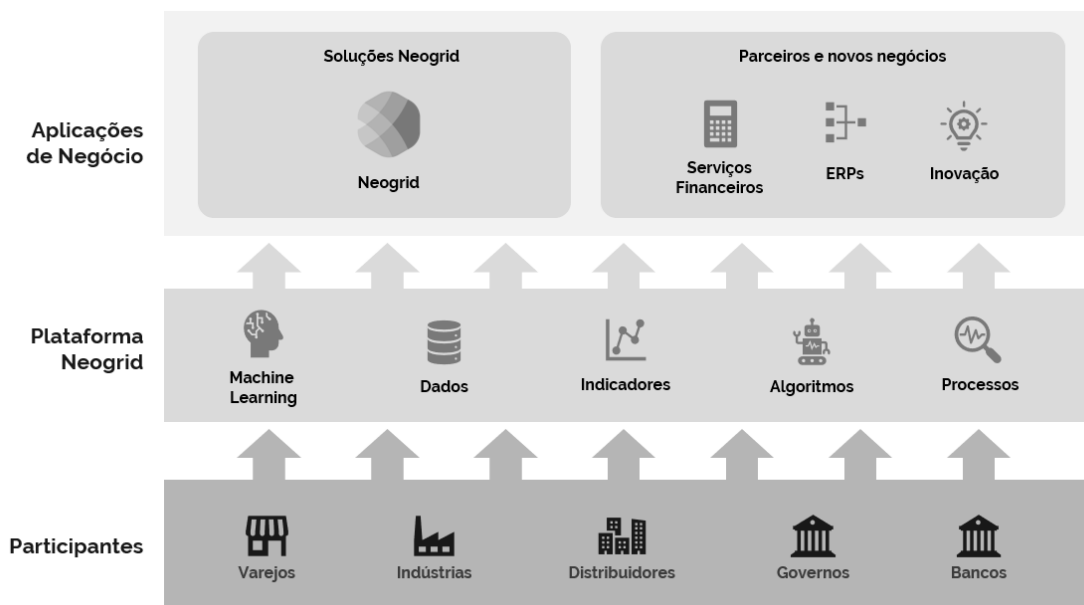 Soluções Neogrid
Parceiros e novos negócios
Aplicações
de Negócio
Neogrid
Serviços
Financeiros
ERPs
Inovação
Plataforma
Neogrid
Machine
Learning
Dados
Indicadores
Algoritmos
Processos
Participantes
Varejos
Indústrias
Distribuidores
Governos
Bancos